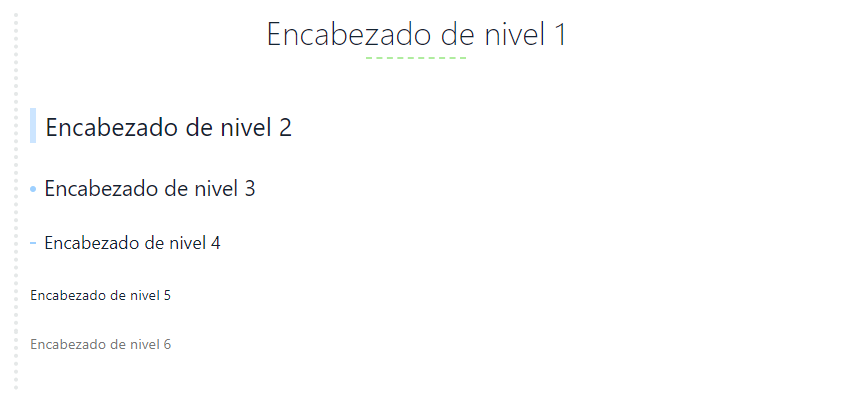 Encabezado de nivel 1
Encabezado de nivel 2
Encabezado de nivel 3
Encabezado de nivel 4
Encabezado de nivel 5
Encabezado de nivel 6